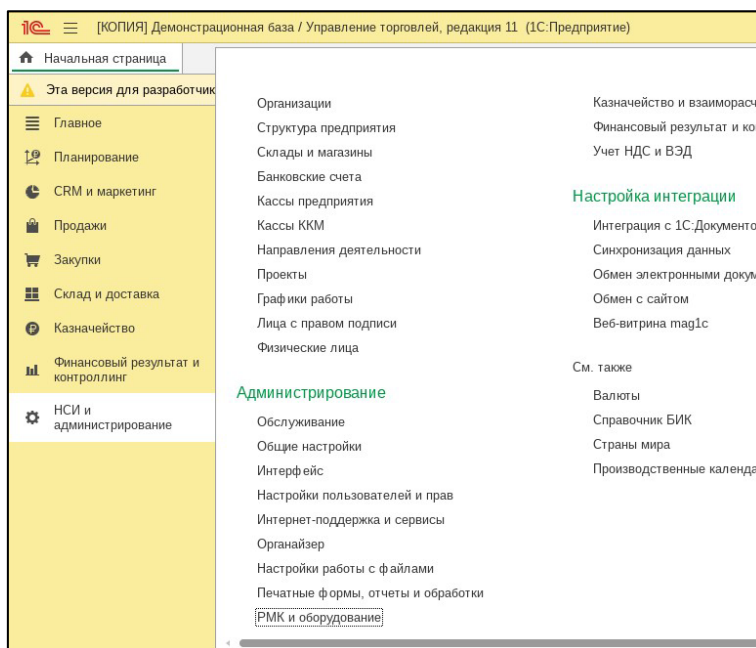 1С [КОПИЯ] Демонстрационная база / Управление торговлей, редакция 11 (1С:Предприятие)
Начальная страница
Эта версия для разработчик
Главное
Планирование
CRM и маркетинг
Продажи
Закупки
Склад и доставка
Казначейство
Финансовый результат и
контроллинг
НСИ и
администрирование
Организации
Структура предприятия
Склады и магазины
Банковские счета
Кассы предприятия
Кассы ККМ
Направления деятельности
Проекты
Графики работы
Лица с правом подписи
Физические лица
Администрирование
Обслуживание
Общие настройки
Интерфейс
Настройки пользователей и прав
Интернет-поддержка и сервисы
Органайзер
Настройки работы с файлами
Печатные формы, отчеты и обработки
РМК и оборудование
Казначейство и взаиморасч
Финансовый результат и ко
Учет НДС и ВЭД
Настройка интеграции
Интеграция с 1С:Документо
Синхронизация данных
Обмен электронными докум
Обмен с сайтом
Веб-витрина mag1c
См. также
Валюты
Справочник БИК
Страны мира
Производственные календа